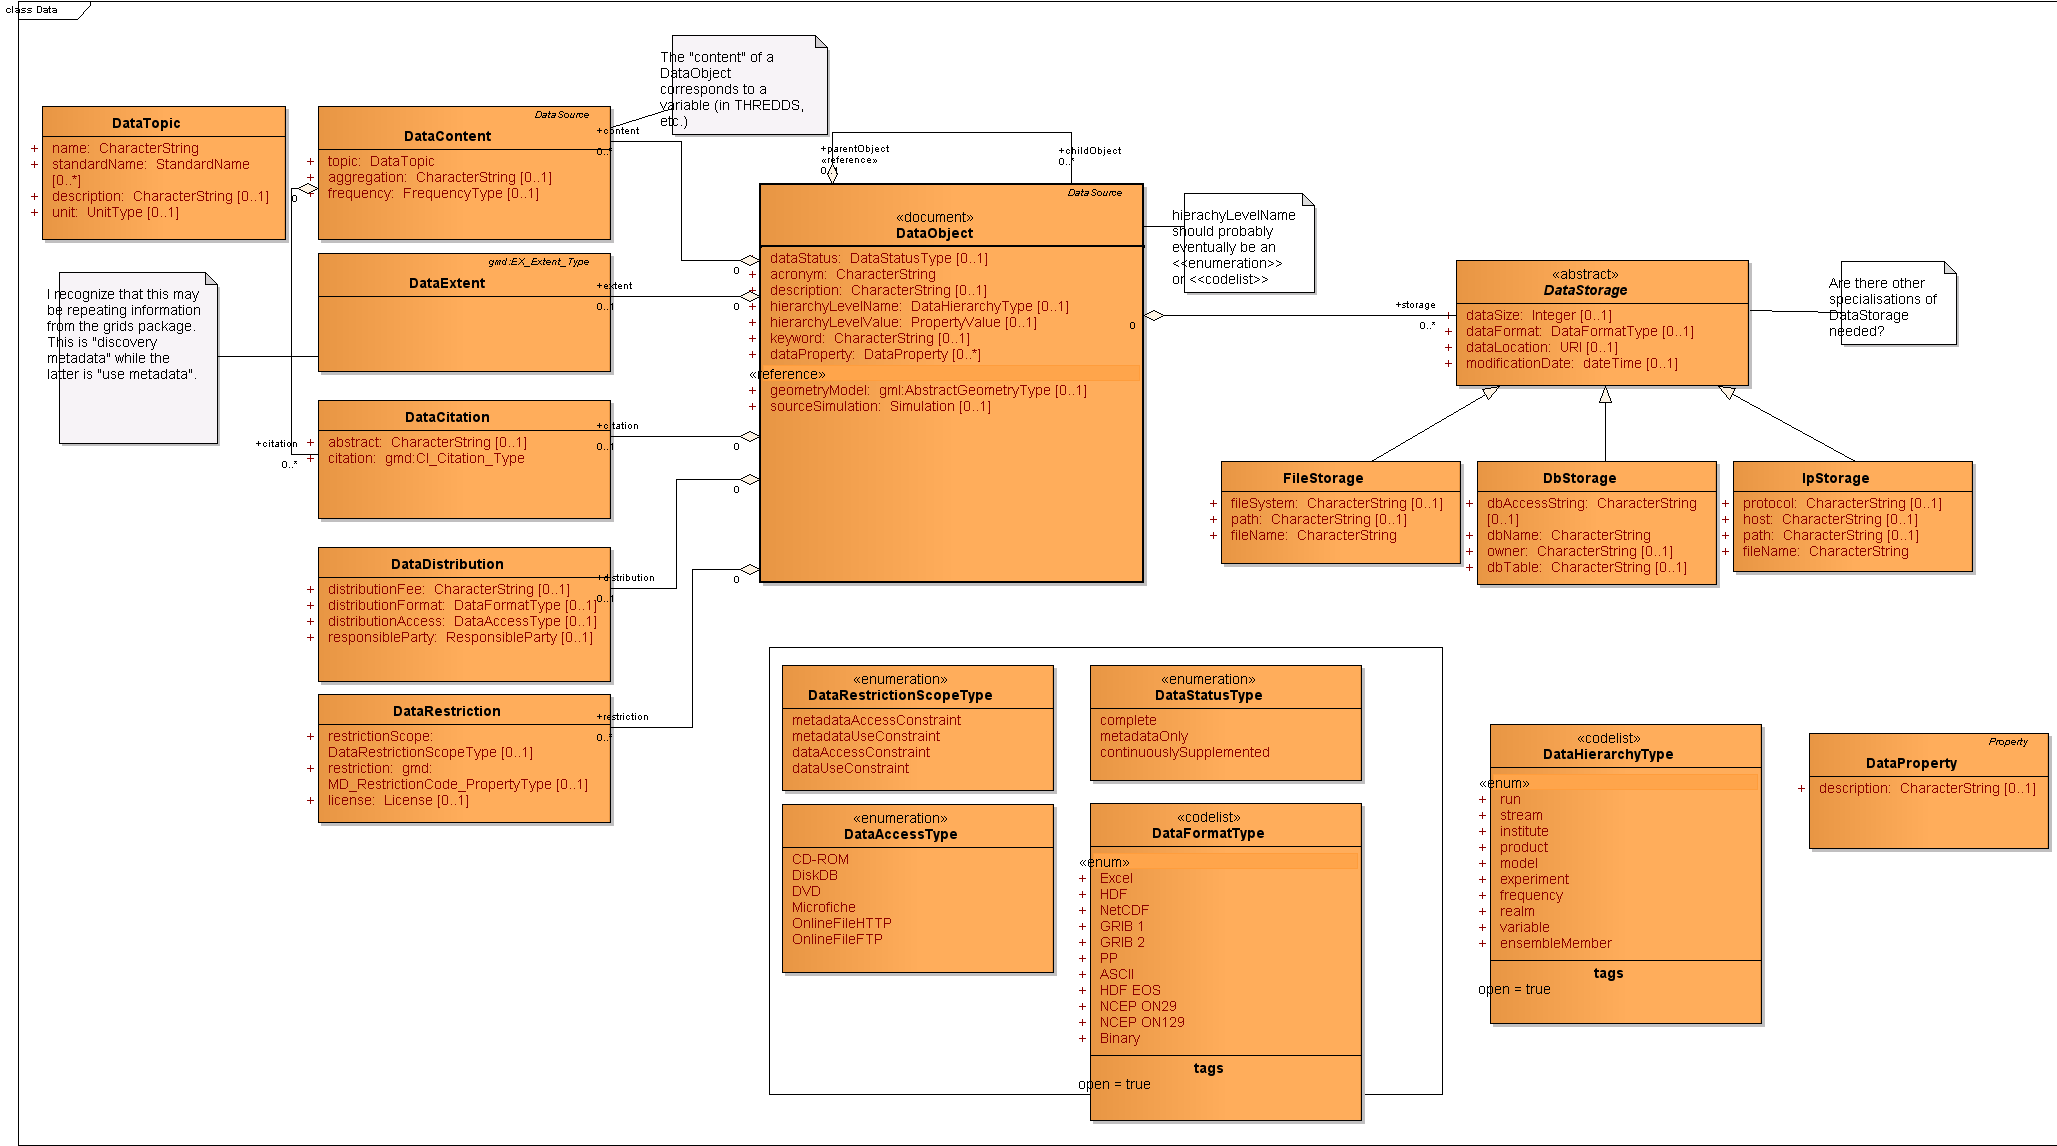 class Data
The "content" of a
DataObject
corresponds to a
variable (in THREDDS,
etc.)
DataTopic
+ name: CharacterString
+ standardName: StandardName
[0..*]
+ description: CharacterString [0..1]
+ unit: UnitType [0..1]
DataSource
DataContent
+ topic: DataTopic
+ aggregation: CharacterString [0..1]
+ frequency: FrequencyType [0..1]
+content
0..*
0
+parentObject
«reference»
+childObject
0..*
DataSource
«document»
DataObject
dataStatus: DataStatusType [0..1]
+ acronym: CharacterString
+ description: CharacterString [0..1]
+ hierarchyLevelName: DataHierarchyType [0..1]
+ hierarchyLevelValue: PropertyValue [0..1]
+ keyword: CharacterString [0..1]
+ dataProperty: DataProperty [0..*]
«reference»
+ geometryModel: gml:AbstractGeometryType [0..1]
+ sourceSimulation: Simulation [0..1]
0
0
0
0
0
0
hierachyLevelName
should probably
eventually be an
<<enumeration>>
or <<codelist>>
gmd:EX_Extent_Type
DataExtent
+extent
0..1
I recognize that this may
be repeating information
from the grids package.
This is "discovery
metadata" while the
latter is "use metadata".
+storage
0..*
«abstract»
DataStorage
+ dataSize: Integer [0..1]
+ dataFormat: DataFormatType [0..1]
+ dataLocation: URI [0..1]
+ modificationDate: dateTime [0..1]
Are there other
specialisations of
DataStorage
needed?
DataCitation
+ abstract: CharacterString [0..1]
+ citation: gmd:CI_Citation_Type
+citation
0..*
+citation
0..1
FileStorage
+ fileSystem: CharacterString [0..1]
+ path: CharacterString [0..1]
+ fileName: CharacterString
DbStorage
+ dbAccessString: CharacterString
[0..1]
+ dbName: CharacterString
+ owner: CharacterString [0..1]
+ dbTable: CharacterString [0..1]
IpStorage
+ protocol: CharacterString [0..1]
+ host: CharacterString [0..1]
+ path: CharacterString [0..1]
+ fileName: CharacterString
DataDistribution
+ distributionFee: CharacterString [0..1]
+ distributionFormat: DataFormatType [0..1]
+ distributionAccess: DataAccessType [0..1]
+ responsibleParty: ResponsibleParty [0..1]
+distribution
0..1
DataRestriction
+ restrictionScope:
DataRestrictionScopeType [0..1]
+ restriction: gmd:
MD_RestrictionCode_PropertyType [0..1]
+ license: License [0..1]
+restriction
0..*
«enumeration»
DataRestrictionScopeType
metadataAccessConstraint
metadataUseConstraint
dataAccessConstraint
dataUseConstraint
«enumeration»
DataStatusType
complete
metadataOnly
continuouslySupplemented
«enumeration»
DataAccessType
CD-ROM
DiskDB
DVD
Microfiche
OnlineFileHTTP
OnlineFileFTP
«codelist»
DataFormatType
«enum»
+ Excel
+ HDF
+ NetCDF
+ GRIB 1
+ GRIB 2
+ PP
+ ASCII
+ HDF EOS
+ NCEP ON29
+ NCEP ON129
+ Binary
tags
open = true
«codelist»
DataHierarchyType
«enum»
+ run
+ stream
+ institute
+ product
+ model
+ experiment
+ frequency
+ realm
+ variable
+ ensembleMember
tags
open = true
Property
DataProperty
+ description: CharacterString [0..1]